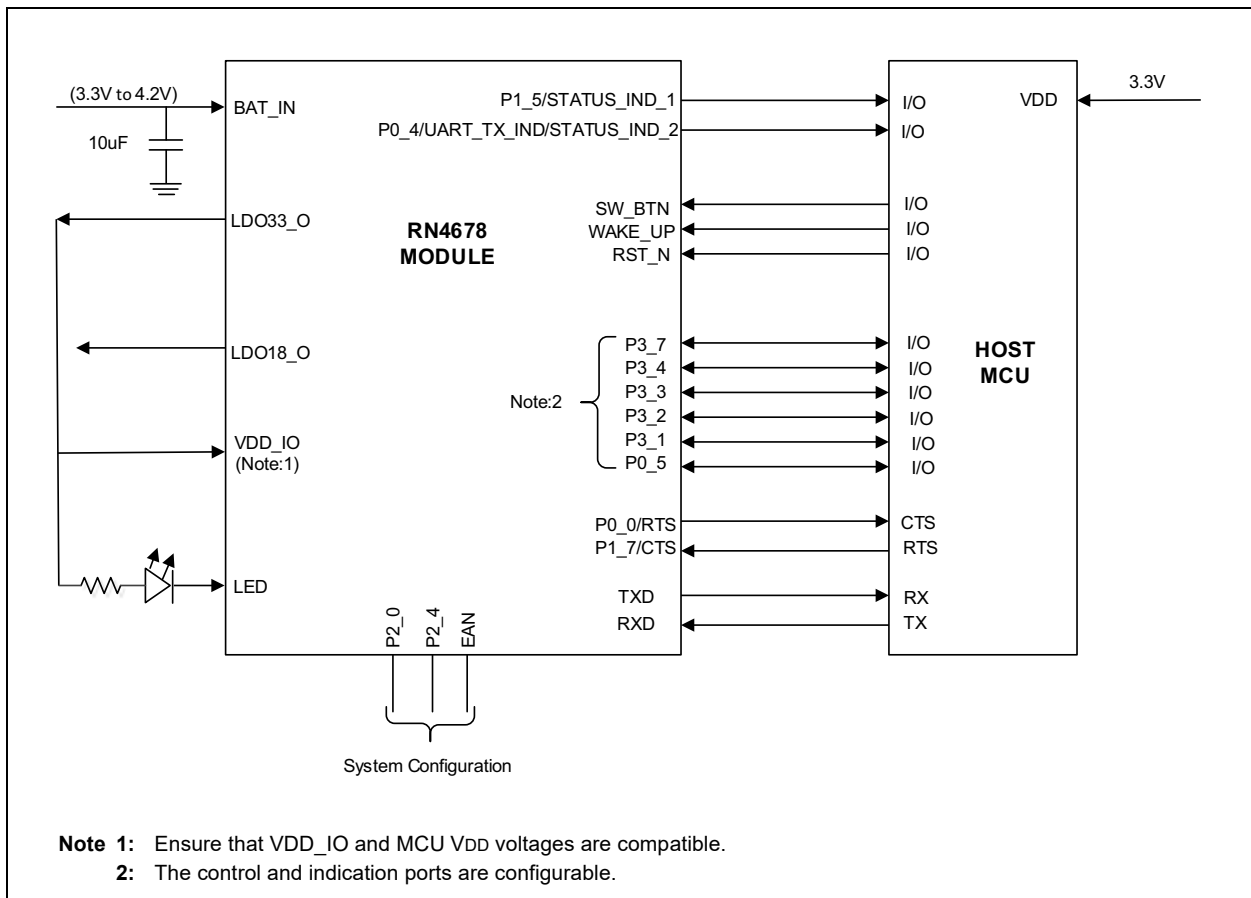 (3.3V to 4.2V)
10uF
BAT_IN
LDO33_O
LDO18_O
VDD_IO
(Note:1)
LED
RN4678
MODULE
P1_5/STATUS_IND_1
P0_4/UART_TX_IND/STATUS_IND_2
SW_BTN
WAKE_UP
RST_N
Note:2
P3_7
P3_4
P3_3
P3_2
P3_1
P0_5
P0_0/RTS
P1_7/CTS
TXD
RXD
P2_0
P2_4
EAN
System Configuration
I/O
I/O
I/O
I/O
I/O
I/O
I/O
I/O
I/O
I/O
I/O
CTS
RTS
RX
TX
HOST
MCU
VDD
3.3V
Note 1: Ensure that VDD_IO and MCU VDD voltages are compatible.
2: The control and indication ports are configurable.